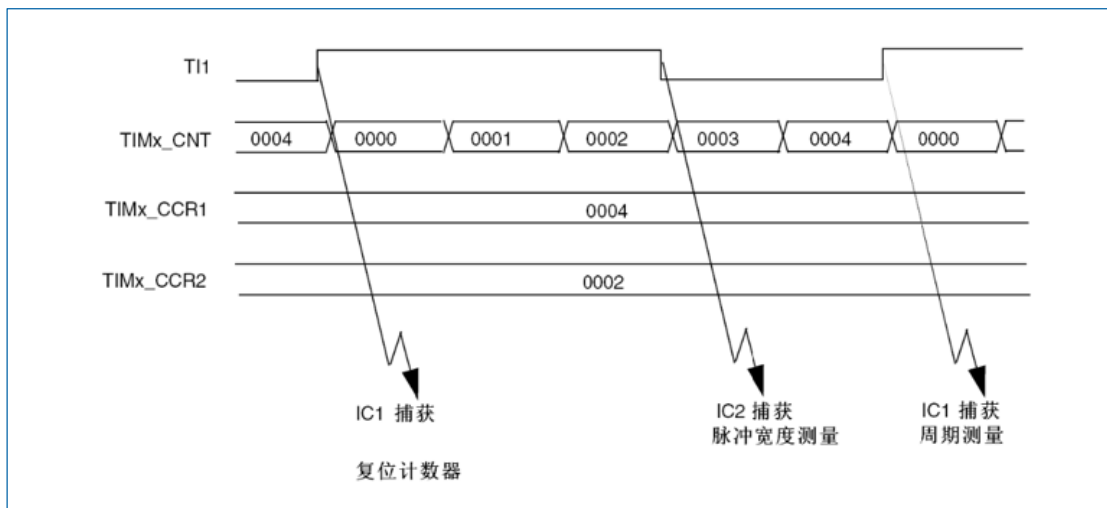 TI1
TIMx_CNT 0004 0000 0001 0002 0003 0004 0000
TIMx_CCR1 0004
TIMx_CCR2 0002
IC1 捕获
复位计数器
IC2 捕获
脉冲宽度测量
IC1 捕获
周期测量